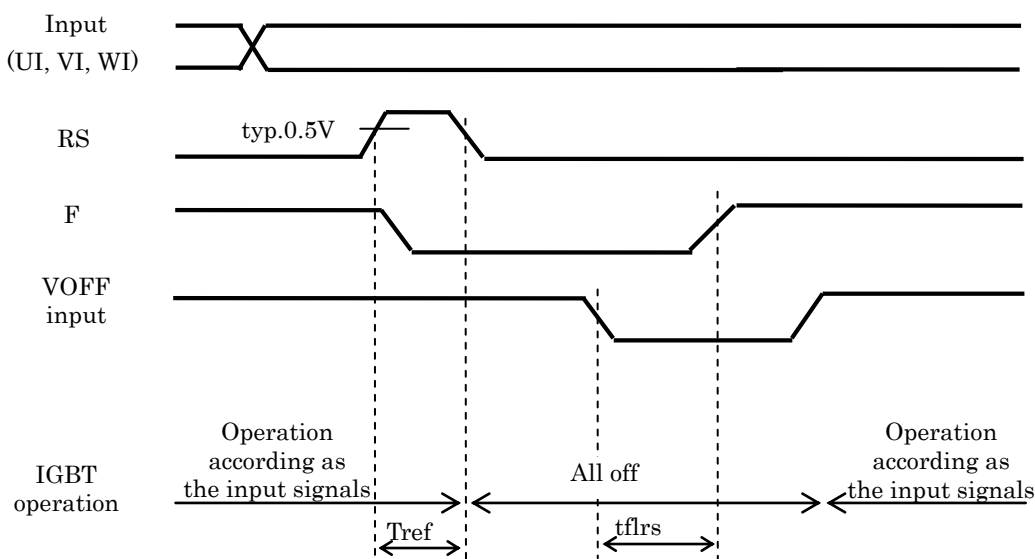 Input
(UI, VI, WI)
typ.0.5V
RS
F
VOFF
input
Operation
according as
the input signals
All off
Operation
according as
the input signals
IGBT
operation
Tref
tflrs